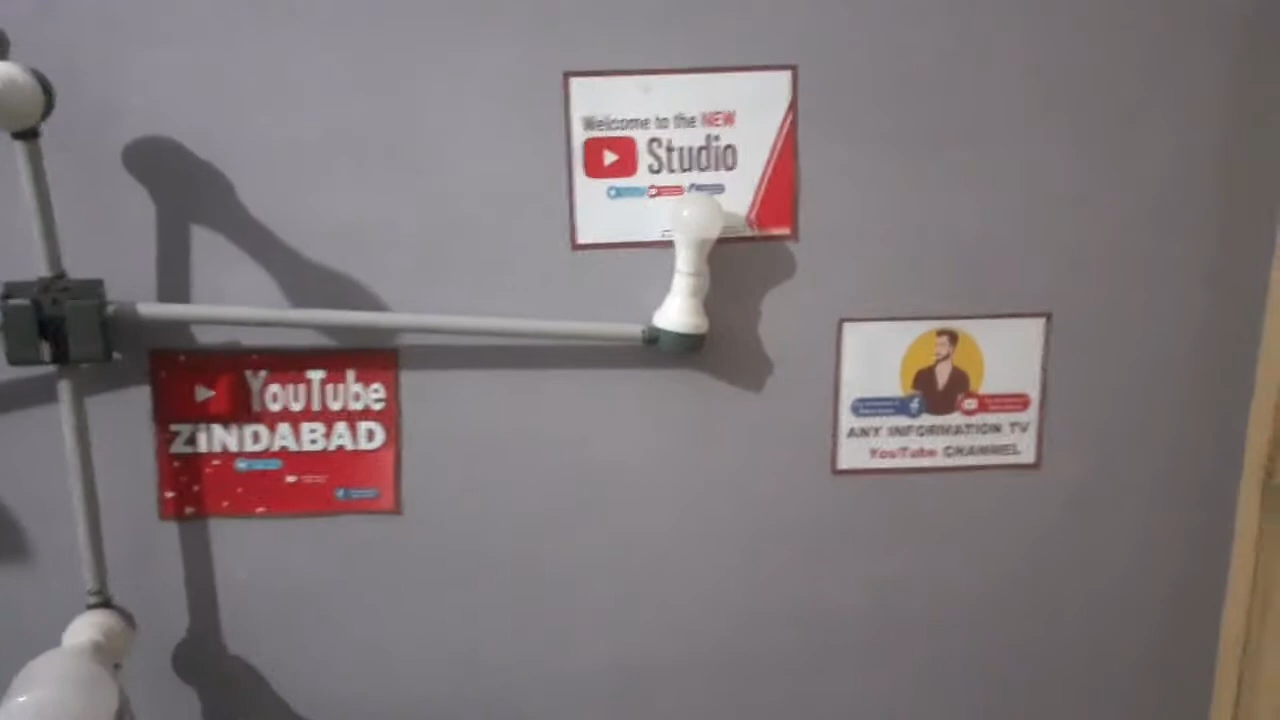 Welcome to the NEW
Studio
YouTube
ZINDABAD
ANY INFORMATION TV
YouTube CHANNEL